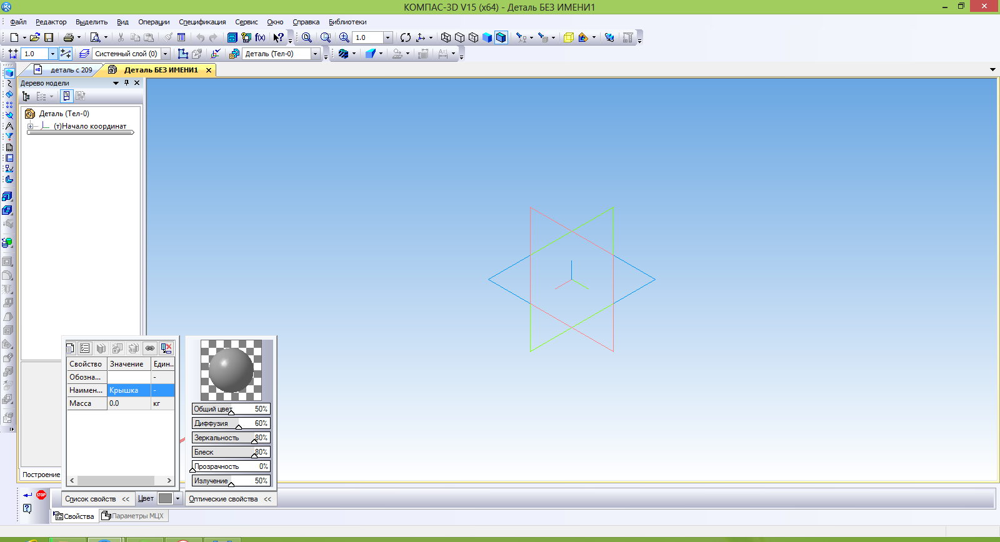 КОМПАС-3D V15 (x64) - Деталь БЕЗ ИМЕНИ1
Файл Редактор Выделить Вид Операции Спецификация Сервис Окно Справка Библиотеки
f(x) 1.0
1.0 Системный слой (0) Деталь (Тел-0)
деталь с 209 Деталь БЕЗ ИМЕНИ1
Дерево модели
Деталь (Тел-0)
(т)Начало координат
Свойство Значение Един..
Обозна... -
Наимен... Крышка -
Масса 0.0 кг
Общий цвет 50%
Диффузия 60%
Зеркальность 80%
Блеск 80%
Прозрачность 0%
Излучение 50%
Построение
STOP
Список свойств << Цвет Оптические свойства <<
Свойства Параметры МЦХ